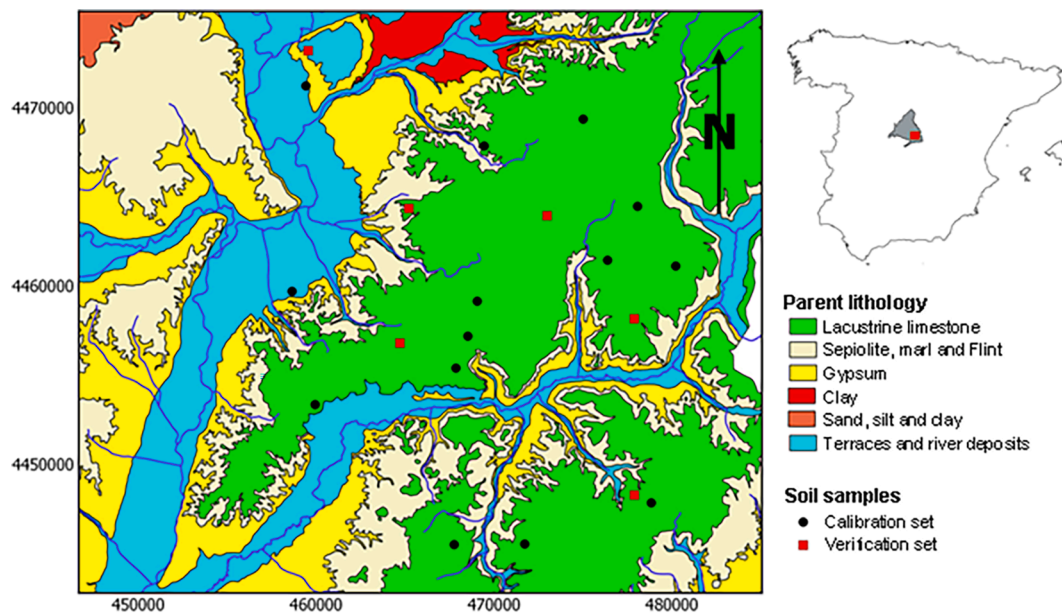 4470000
4460000
4450000
450000
460000
470000
480000
N
Parent lithology
Lacustrine limestone
Sepiolite, marl and Flint
Gypsum
Clay
Sand, silt and clay
Terraces and river deposits
Soil samples
Calibration set
Verification set